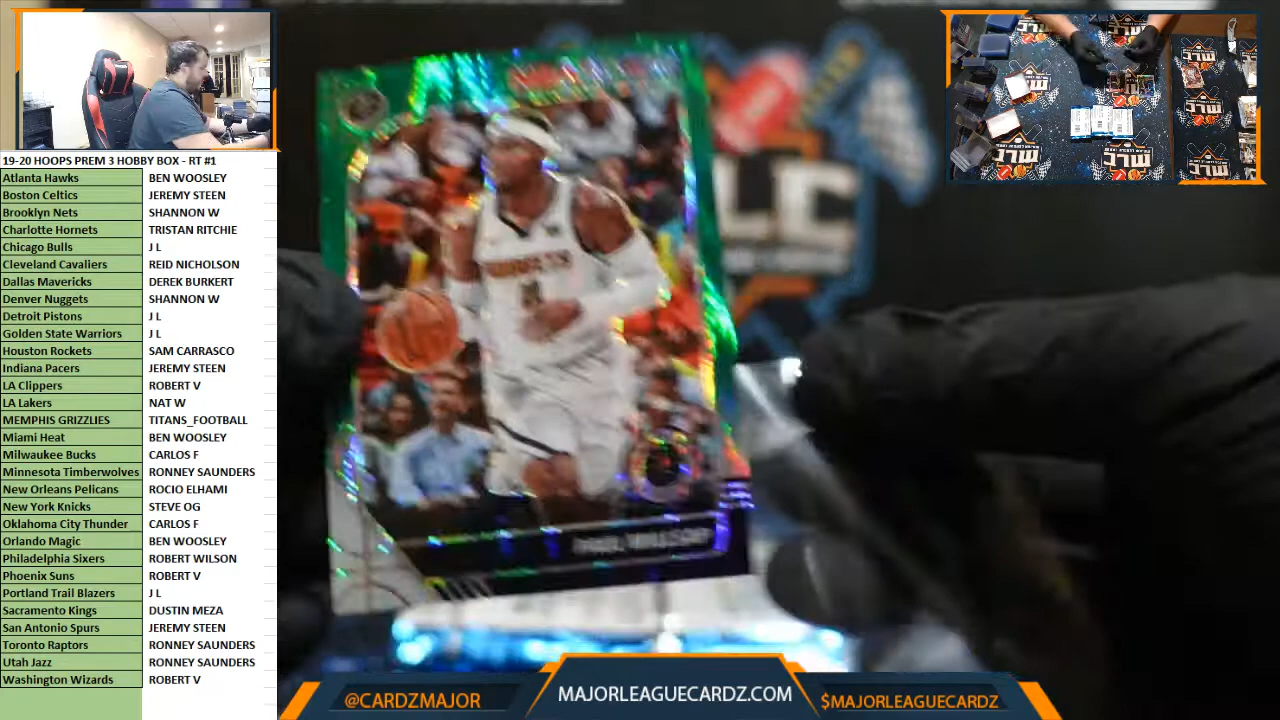 19-20 HOOPS PREM 3 HOBBY BOX - RT #1
Atlanta Hawks BEN WOOSLEY
Boston Celtics JEREMY STEEN
Brooklyn Nets SHANNON W
Charlotte Hornets TRISTAN RITCHIE
Chicago Bulls J L
Cleveland Cavaliers REID NICHOLSON
Dallas Mavericks DEREK BURKERT
Denver Nuggets SHANNON W
Detroit Pistons J L
Golden State Warriors J L
Houston Rockets SAM CARRASCO
Indiana Pacers JEREMY STEEN
LA Clippers ROBERT V
LA Lakers NAT W
MEMPHIS GRIZZLIES TITANS_FOOTBALL
Miami Heat BEN WOOSLEY
Milwaukee Bucks CARLOS F
Minnesota Timberwolves RONNEY SAUNDERS
New Orleans Pelicans ROCIO ELHAMI
New York Knicks STEVE OG
Oklahoma City Thunder CARLOS F
Orlando Magic BEN WOOSLEY
Philadelphia Sixers ROBERT WILSON
Phoenix Suns ROBERT V
Portland Trail Blazers J L
Sacramento Kings DUSTIN MEZA
San Antonio Spurs JEREMY STEEN
Toronto Raptors RONNEY SAUNDERS
Utah Jazz RONNEY SAUNDERS
Washington Wizards ROBERT V
NUGGETS
PAUL MILLSAP
MLC
@CARDZMAJOR
MAJORLEAGUECARDZ.COM
$MAJORLEAGUECARDZ